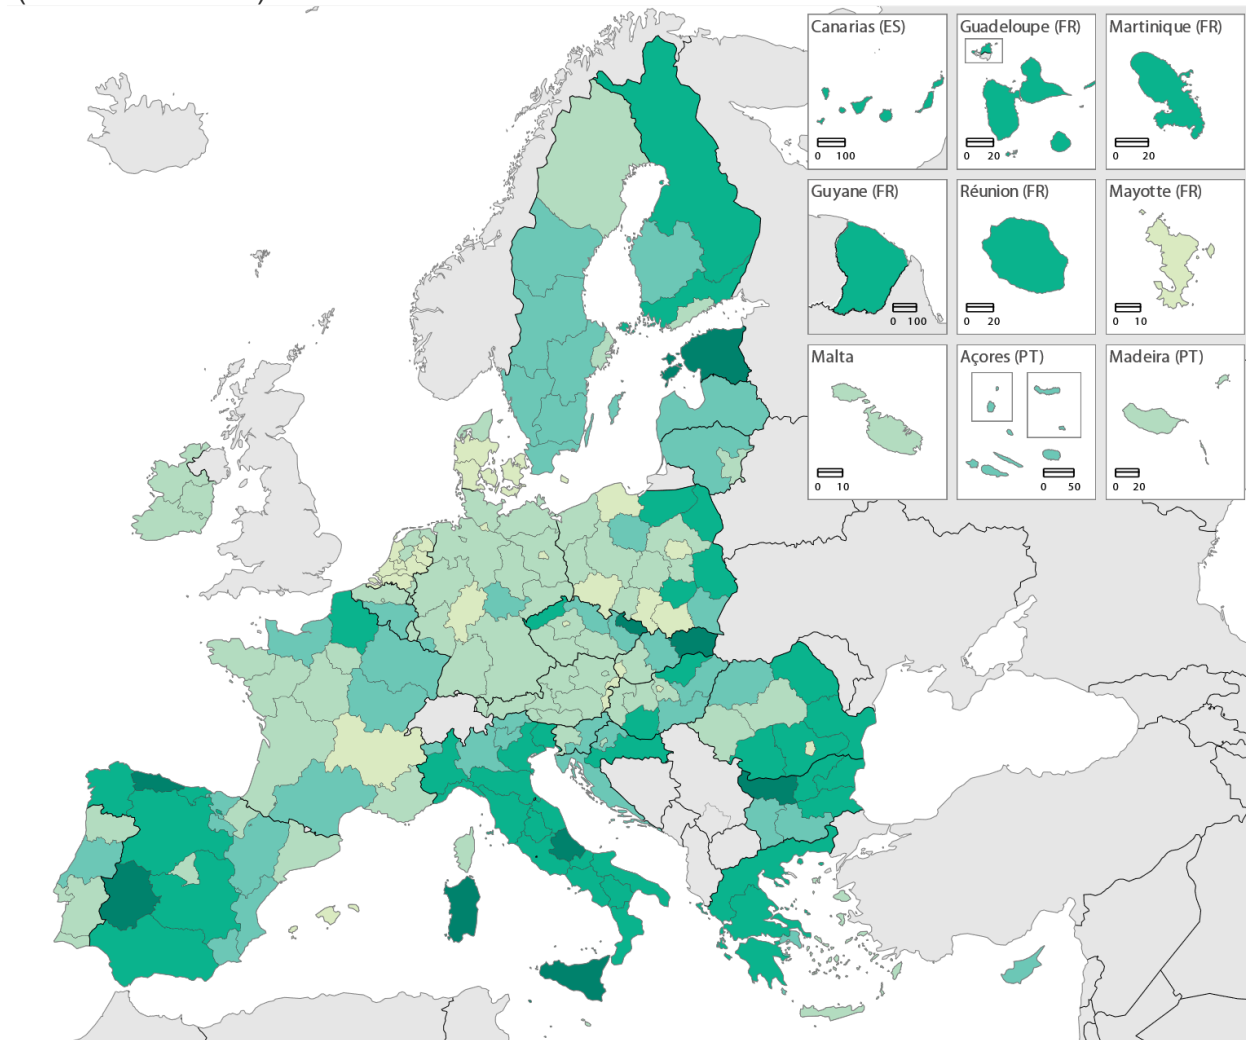 Canarias (ES)
0 100
Guadeloupe (FR)
0 20
Martinique (FR)
0 20
Guyane (FR)
0 100
Réunion (FR)
0 20
Mayotte (FR)
0 10
Malta
0 10
Açores (PT)
0 50
Madeira (PT)
0 20